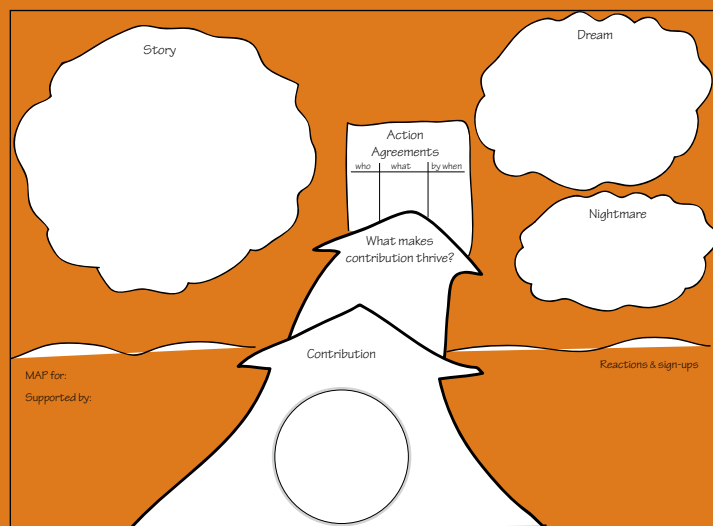 Story
Dream
Action
Agreements
who what by when
Nightmare
What makes
contribution thrive?
Contribution
MAP for:
Supported by:
Reactions & sign-ups